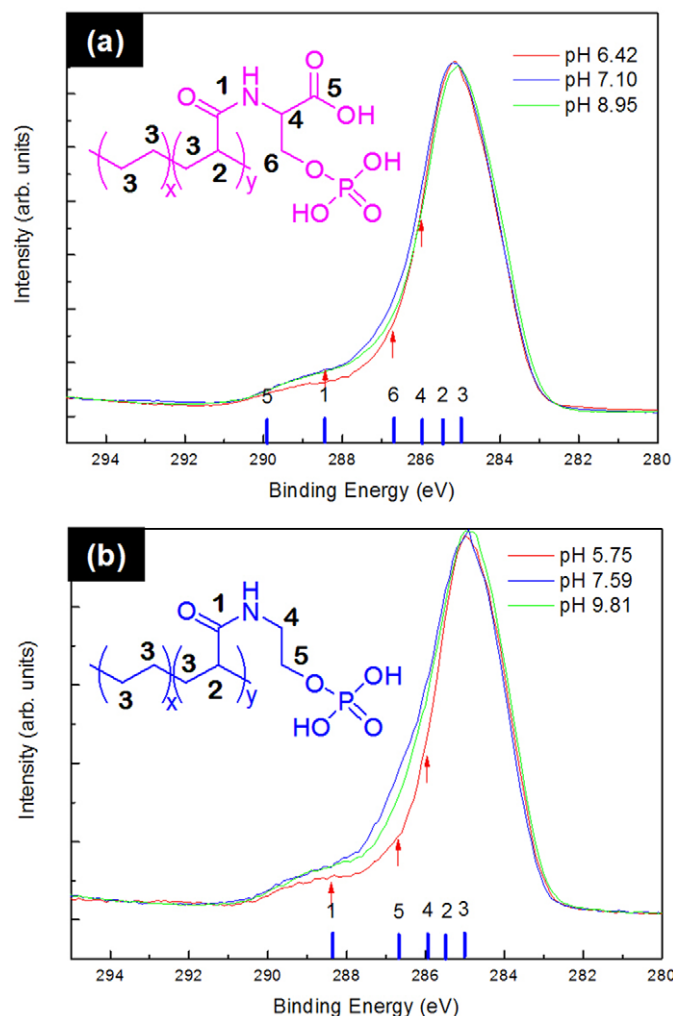 (a)
pH 6.42
pH 7.10
pH 8.95
1
H
N
O
O
5
OH
4
3
3
2
6
O
OH
P
HO
O
3
x
y
5
1
6
4
2
3
294
292
290
288
286
284
282
280
Binding Energy (eV)
Intensity (arb. units)
(b)
pH 5.75
pH 7.59
pH 9.81
1
H
N
O
4
3
3
2
5
O
OH
P
HO
O
3
x
y
1
5
4
2
3
294
292
290
288
286
284
282
280
Binding Energy (eV)
Intensity (arb. units)